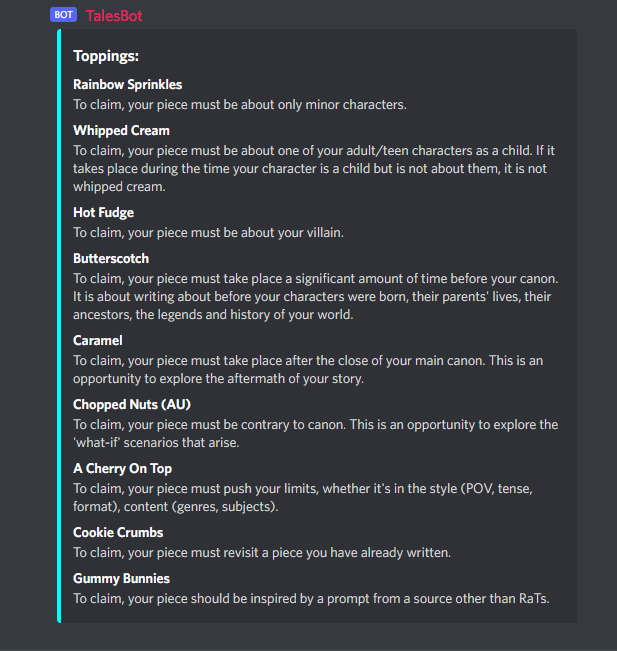 BOT TalesBot
Toppings:
Rainbow Sprinkles
To claim, your piece must be about only minor characters.
Whipped Cream
To claim, your piece must be about one of your adult/teen characters as a child. If it
takes place during the time your character is a child but is not about them, it is not
whipped cream.
Hot Fudge
To claim, your piece must be about your villain.
Butterscotch
To claim, your piece must take place a significant amount of time before your canon.
It is about writing about before your characters were born, their parents' lives, their
ancestors, the legends and history of your world.
Caramel
To claim, your piece must take place after the close of your main canon. This is an
opportunity to explore the aftermath of your story.
Chopped Nuts (AU)
To claim, your piece must be contrary to canon. This is an opportunity to explore the
'what-if' scenarios that arise.
A Cherry On Top
To claim, your piece must push your limits, whether it's in the style (POV, tense,
format), content (genres, subjects).
Cookie Crumbs
To claim, your piece must revisit a piece you have already written.
Gummy Bunnies
To claim, your piece should be inspired by a prompt from a source other than RaTs.